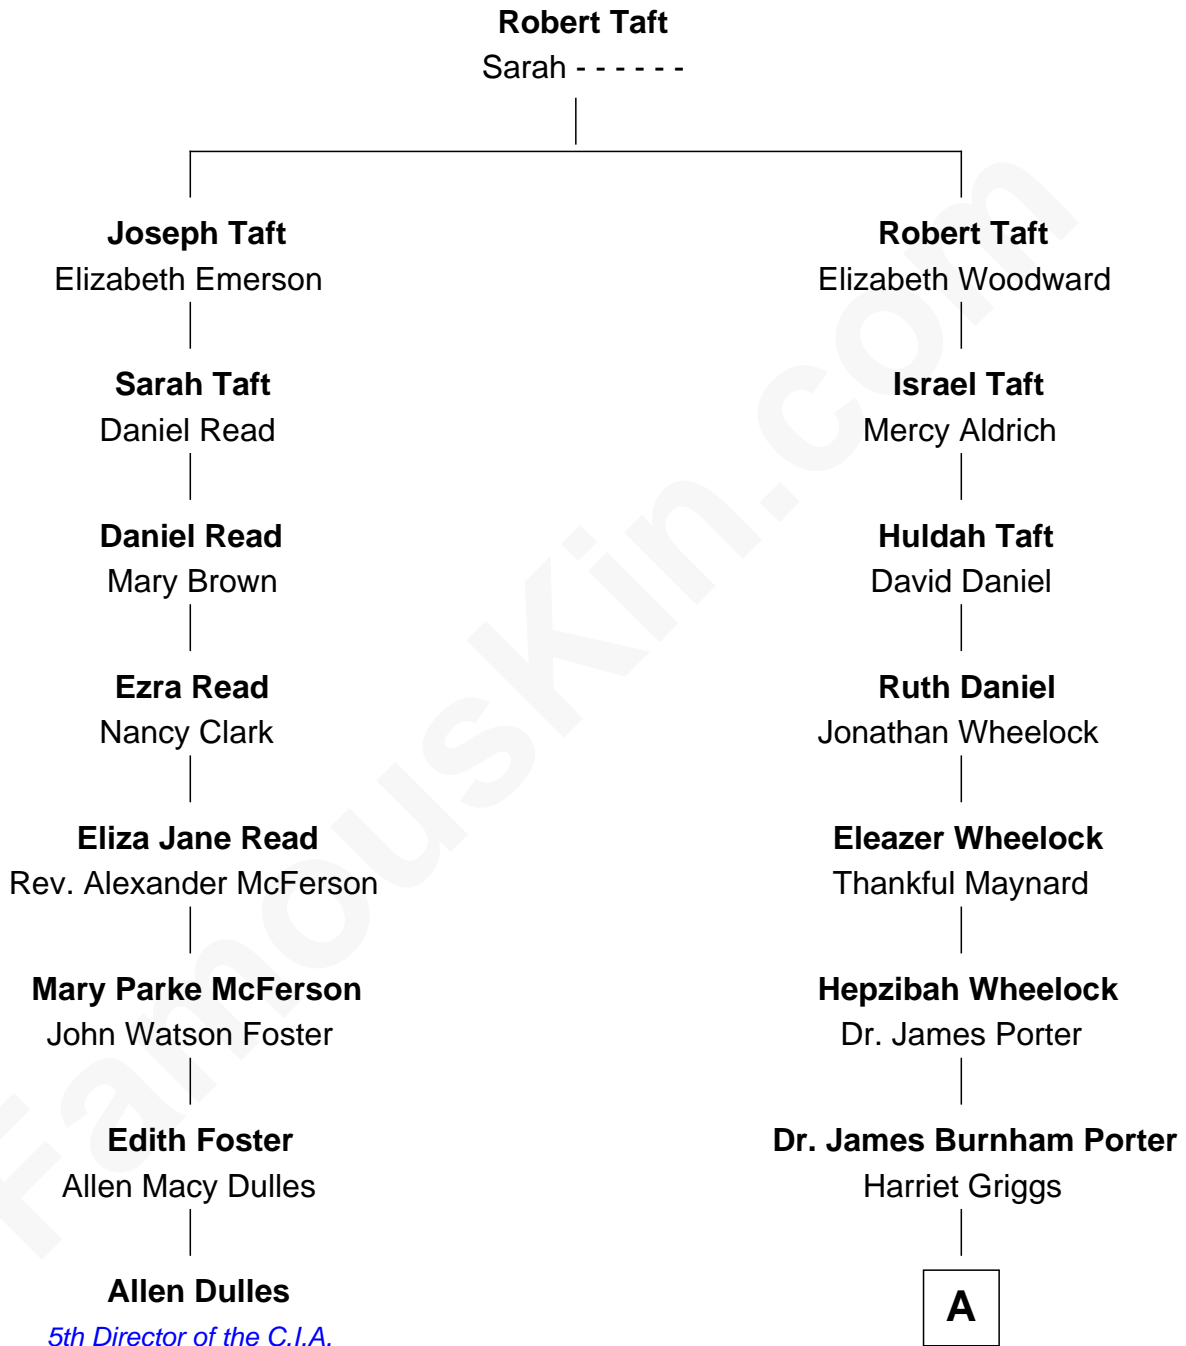 Robert Taft
Sarah - - - - - -
Joseph Taft
Elizabeth Emerson
Robert Taft
Elizabeth Woodward
Sarah Taft
Daniel Read
Israel Taft
Mercy Aldrich
Daniel Read
Mary Brown
Huldah Taft
David Daniel
Ezra Read
Nancy Clark
Ruth Daniel
Jonathan Wheelock
Eliza Jane Read
Rev. Alexander McFerson
Eleazer Wheelock
Thankful Maynard
Mary Parke McFerson
John Watson Foster
Hepzibah Wheelock
Dr. James Porter
Edith Foster
Allen Macy Dulles
Dr. James Burnham Porter
Harriet Griggs
Allen Dulles
5th Director of the C.I.A.
A
FamousKin.com